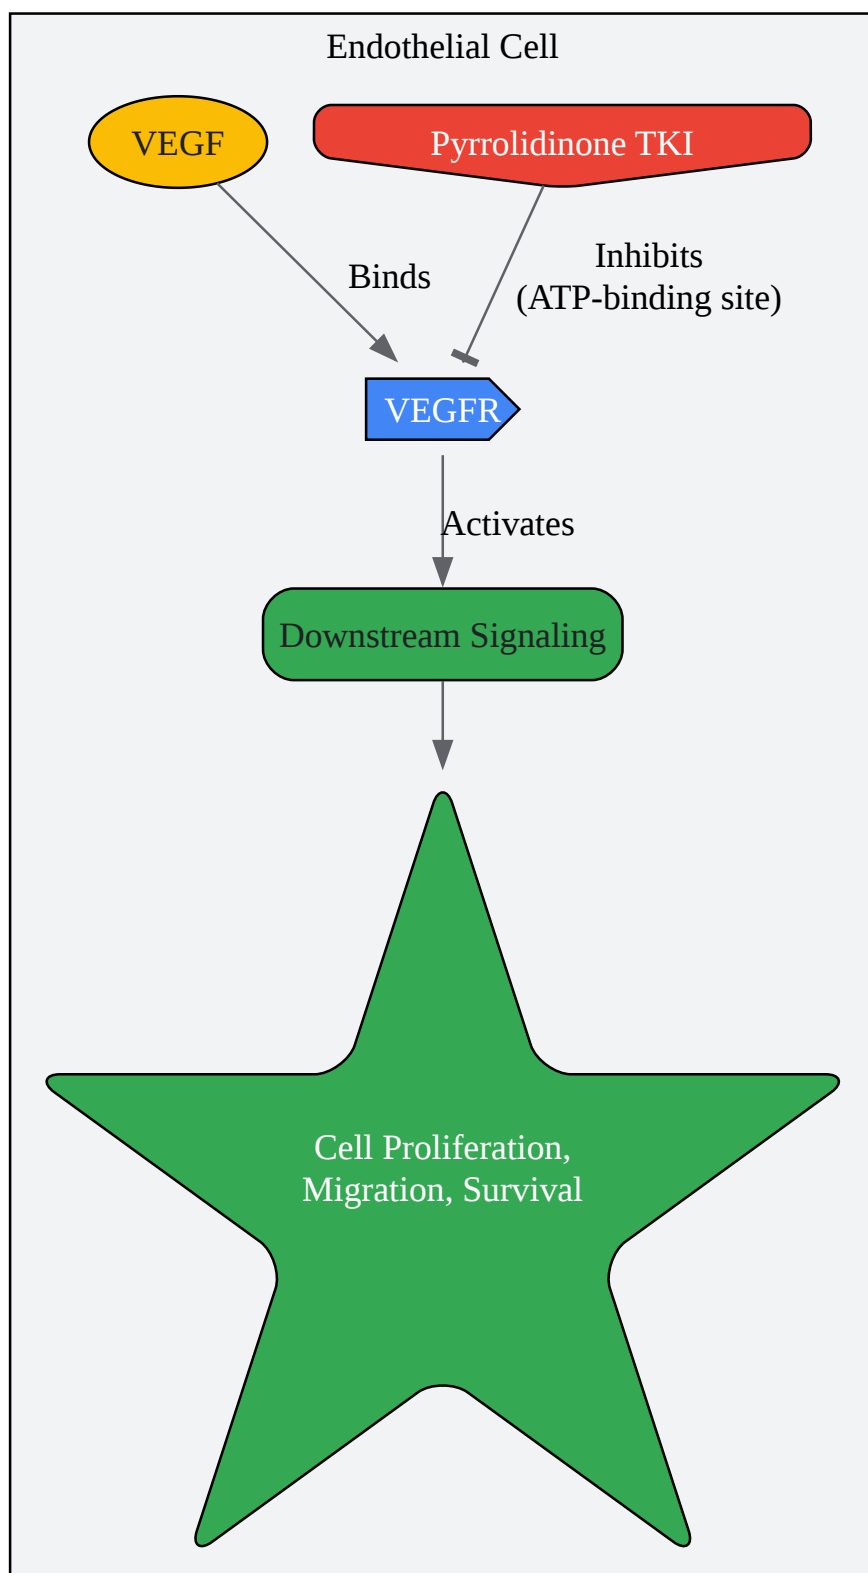 Endothelial Cell
VEGF
Pyrrolidinone TKI
Binds
Inhibits
(ATP-binding site)
VEGFR
Activates
Downstream Signaling
Cell Proliferation,
Migration, Survival